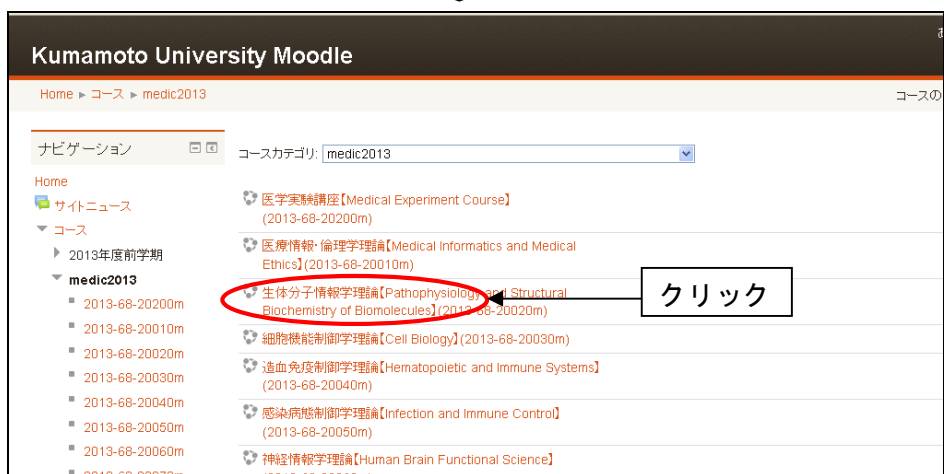 Kumamoto University Moodle
Home ► コース ► medic2013
コースの
ナビゲーション
Home
サイトニュース
コース
2013年度前学期
medic2013
2013-68-20200m
2013-68-20010m
2013-68-20020m
2013-68-20030m
2013-68-20040m
2013-68-20050m
2013-68-20060m
2013-68-20070m
コースカテゴリ: medic2013
医学実験講座【Medical Experiment Course】
(2013-68-20200m)
医療情報・倫理学理論【Medical Informatics and Medical
Ethics】(2013-68-20010m)
生体分子情報学理論【Pathophysiology and Structural
Biochemistry of Biomolecules】(2013-68-20020m)
クリック
細胞機能制御学理論【Cell Biology】(2013-68-20030m)
造血免疫制御学理論【Hematopoietic and Immune Systems】
(2013-68-20040m)
感染病態制御学理論【Infection and Immune Control】
(2013-68-20050m)
神経情報学理論【Human Brain Functional Science】